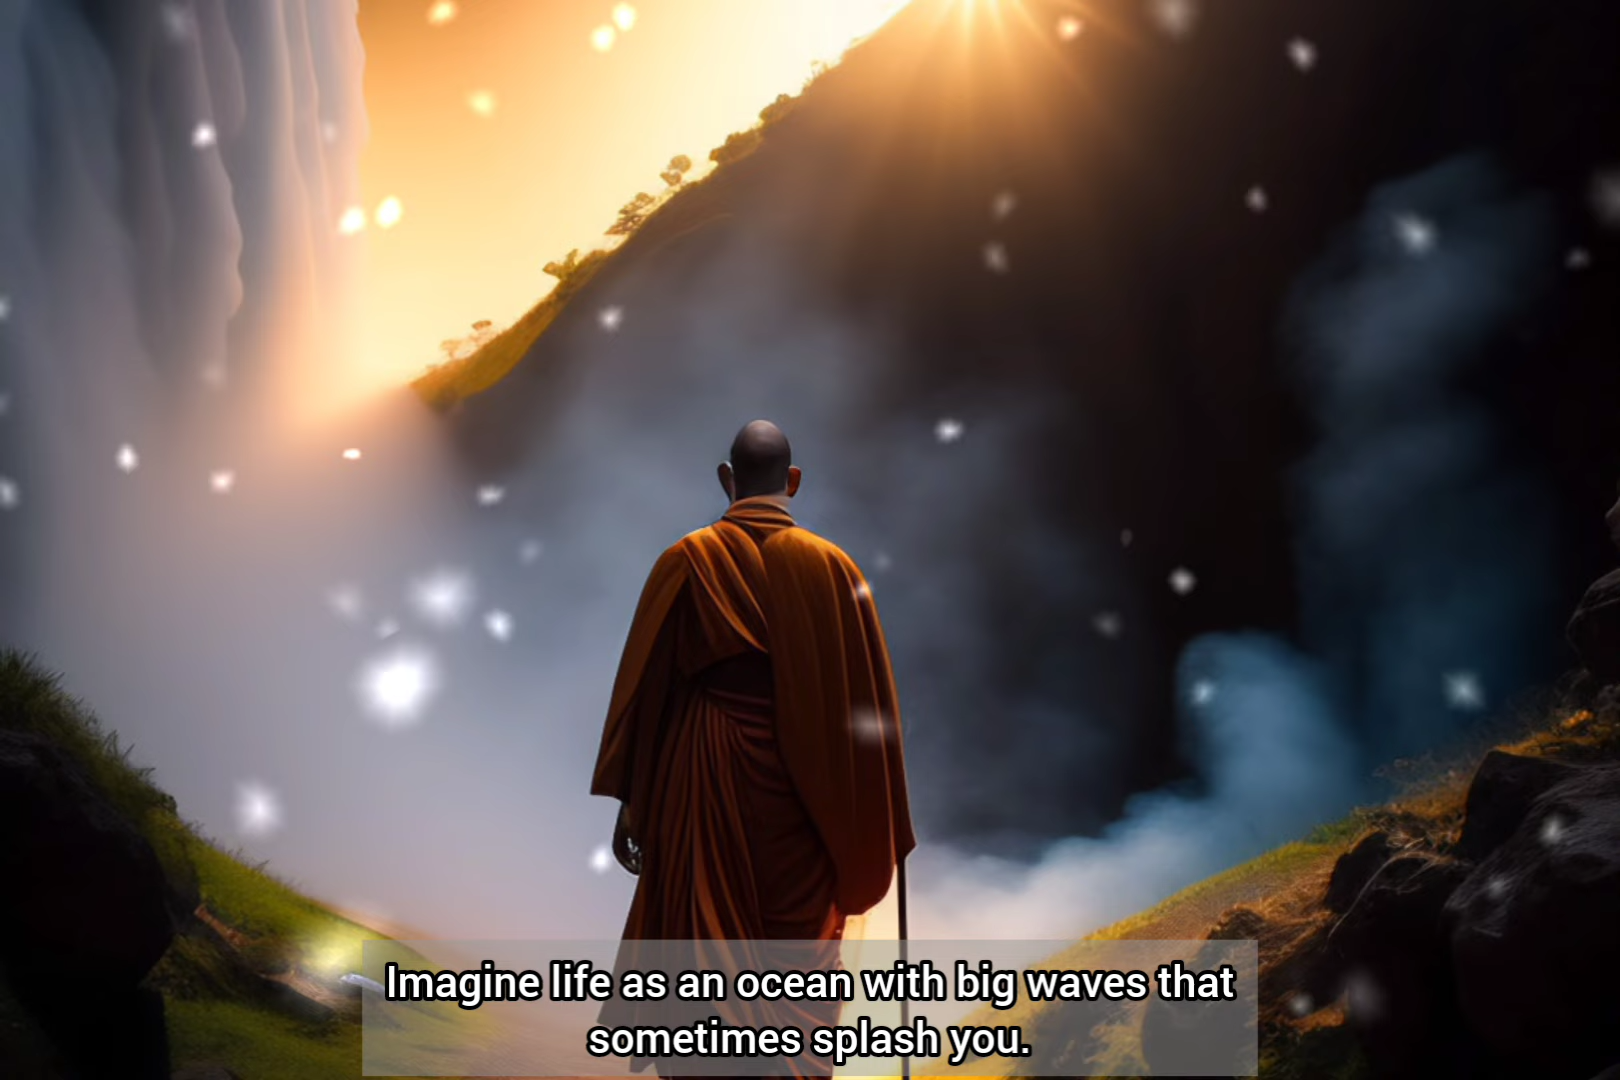 Imagine life as an ocean with big waves that
sometimes splash you.